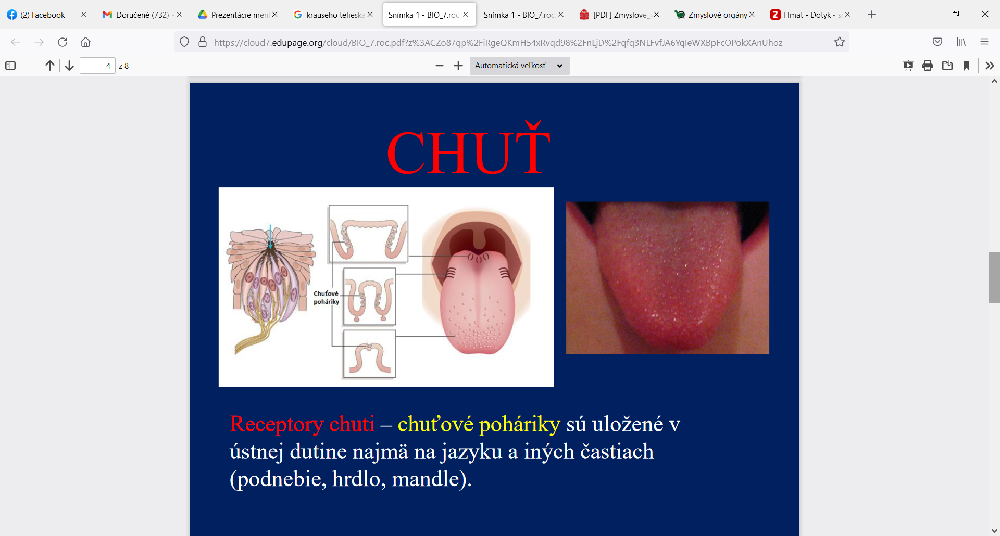 (2) Facebook
Doručené (732) -
Prezentácie ment
krauseho telieska
Snímka 1 - BIO_7.roc.
Snímka 1 - BIO_7.roc.
[PDF] Zmyslove_
Zmyslové orgány
Hmat - Dotyk - s
https://cloud7.edupage.org/cloud/BIO_7.roc.pdf?z%3ACZo87qp%2FiRgeQKmH54xRvqd98%2FnLjD%2Fqfq3NLFvfJA6YqIeWXBpFcOPokXAnUhoz
4 z 8
Automatická veľkosť
CHUŤ
Chuťové
poháriky
Receptory chuti – chuťové poháriky sú uložené v
ústnej dutine najmä na jazyku a iných častiach
(podnebie, hrdlo, mandle).